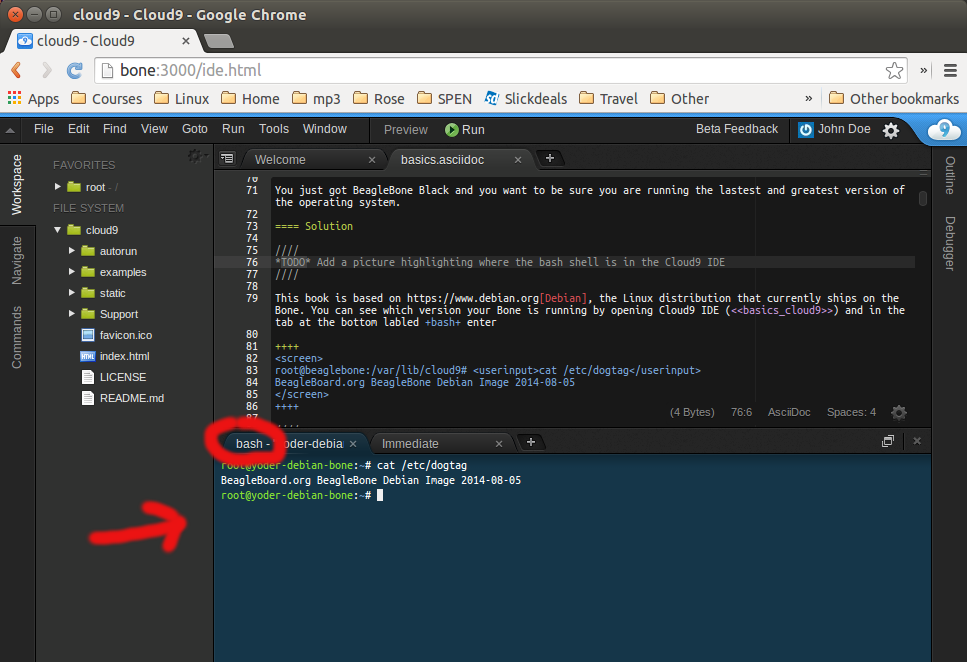 cloud9 - Cloud9 - Google Chrome
cloud9 - Cloud9
bone:3000/ide.html
Apps Courses Linux Home mp3 Rose SPEN Slickdeals Travel Other » Other bookmarks
File Edit Find View Goto Run Tools Window Preview Run Beta Feedback John Doe
Workspace
Navigate
Commands
FAVORITES
root - /
FILE SYSTEM
cloud9
autorun
examples
static
Support
favicon.ico
index.html
LICENSE
README.md
Welcome basics.asciidoc
70
71 You just got BeagleBone Black and you want to be sure you are running the lastest and greatest version of
the operating system.
72
73 ==== Solution
74
75 ////
76 *TODO* Add a picture highlighting where the bash shell is in the Cloud9 IDE
77 ////
78
79 This book is based on https://www.debian.org[Debian], the Linux distribution that currently ships on the
Bone. You can see which version your Bone is running by opening Cloud9 IDE (<<basics_cloud9>>) and in the
tab at the bottom labled +bash+ enter
80
81 ++++
82 <screen>
83 root@beaglebone:/var/lib/cloud9# <userinput>cat /etc/dogtag</userinput>
84 BeagleBoard.org BeagleBone Debian Image 2014-08-05
85 </screen>
86 ++++
87
(4 Bytes) 76:6 AsciiDoc Spaces: 4
bash - oder-debia Immediate
root@yoder-debian-bone:~# cat /etc/dogtag
BeagleBoard.org BeagleBone Debian Image 2014-08-05
root@yoder-debian-bone:~#
Outline
Debugger